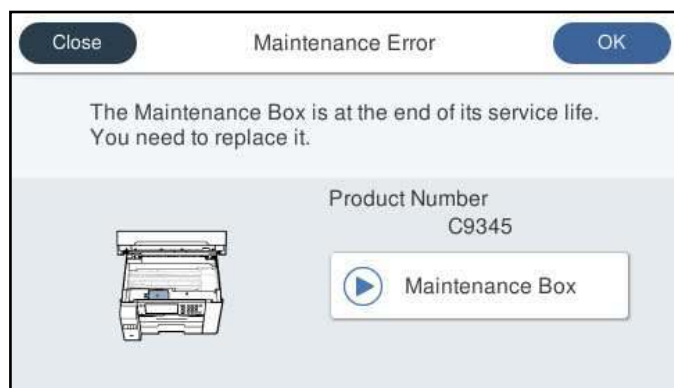 Close
Maintenance Error
OK
The Maintenance Box is at the end of its service life.
You need to replace it.
Product Number
C9345
Maintenance Box